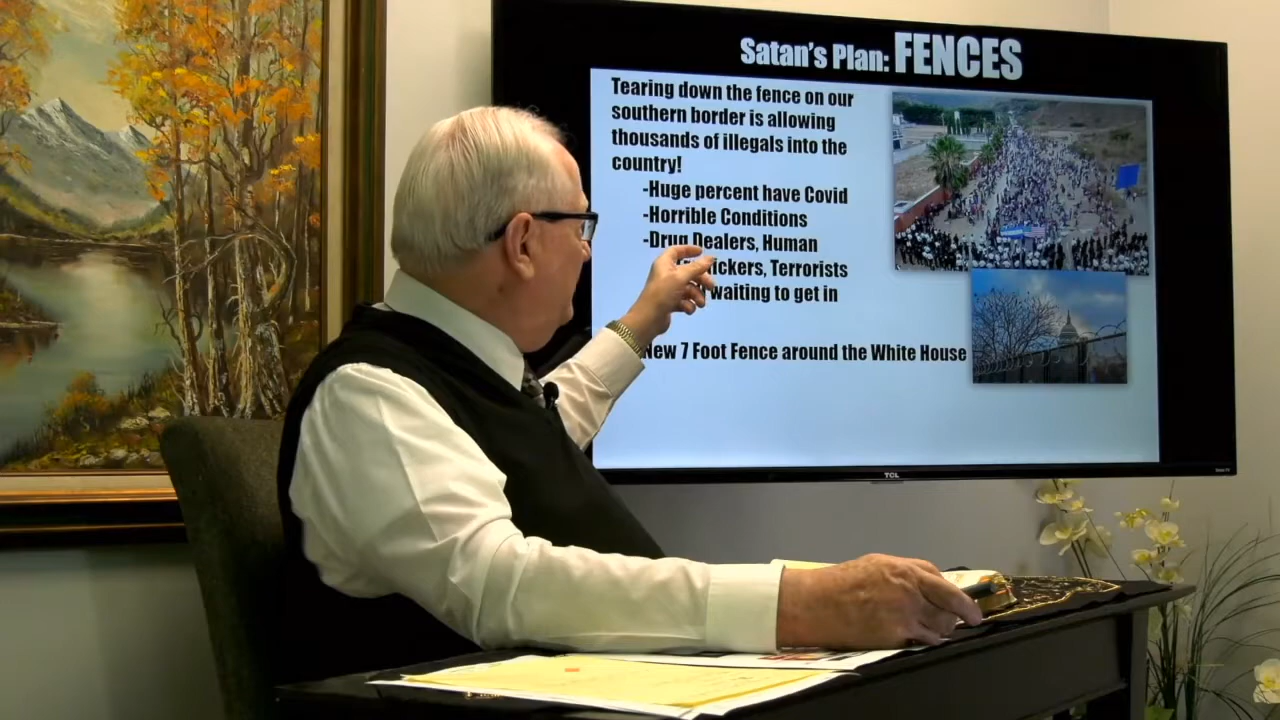 Satan's Plan: FENCES
Tearing down the fence on our
southern border is allowing
thousands of illegals into the
country!
-Huge percent have Covid
-Horrible Conditions
-Drug Dealers, Human
ickers, Terrorists
waiting to get in
New 7 Foot Fence around the White House
TCL